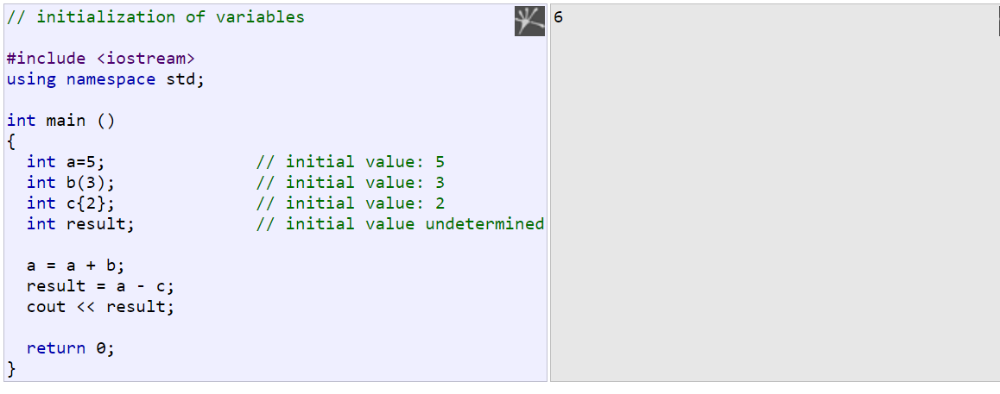 // initialization of variables
#include <iostream>
using namespace std;
int main ()
{
  int a=5;               // initial value: 5
  int b(3);              // initial value: 3
  int c{2};              // initial value: 2
  int result;            // initial value undetermined
  a = a + b;
  result = a - c;
  cout << result;
  return 0;
}
6